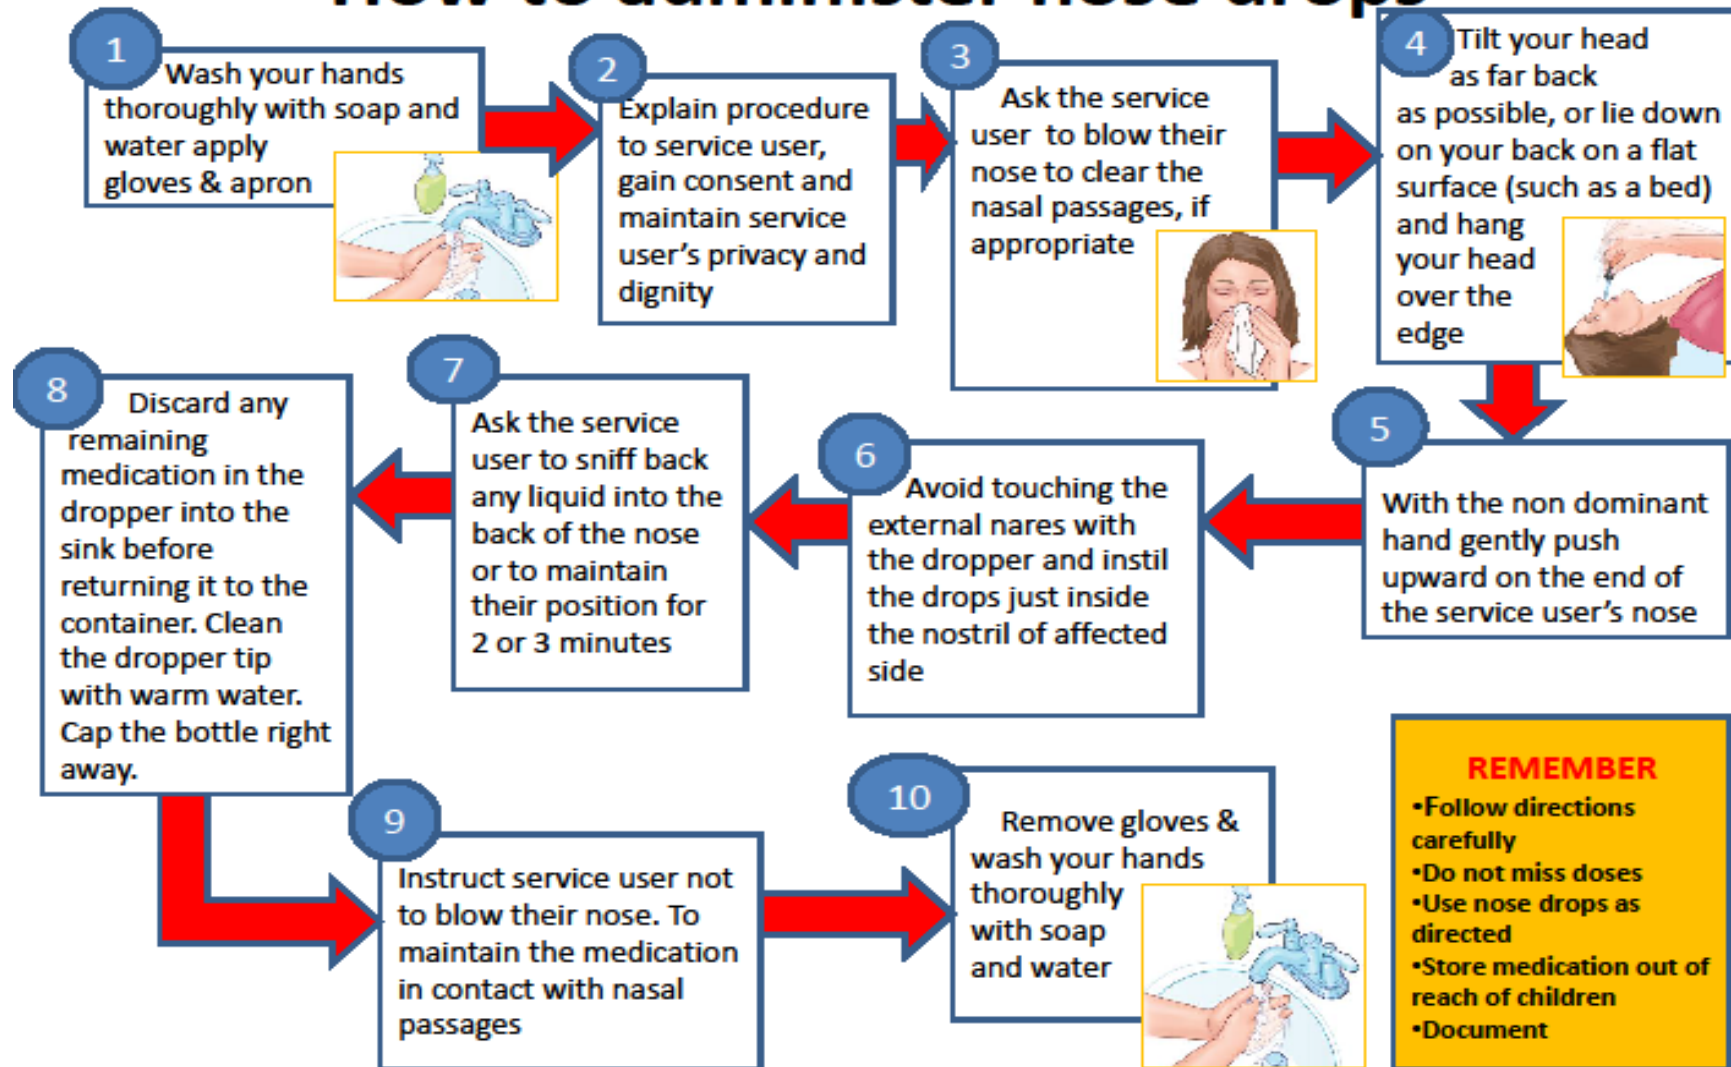 How to administer nose drops
1
Wash your hands
thoroughly with soap and
water apply
gloves & apron
2
Explain procedure
to service user,
gain consent and
maintain service
user's privacy and
dignity
3
Ask the service
user to blow their
nose to clear the
nasal passages, if
appropriate
4
Tilt your head
as far back
as possible, or lie down
on your back on a flat
surface (such as a bed)
and hang
your head
over the
edge
5
With the non dominant
hand gently push
upward on the end of
the service user's nose
6
Avoid touching the
external nares with
the dropper and instil
the drops just inside
the nostril of affected
side
7
Ask the service
user to sniff back
any liquid into the
back of the nose
or to maintain
their position for
2 or 3 minutes
8
Discard any
remaining
medication in the
dropper into the
sink before
returning it to the
container. Clean
the dropper tip
with warm water.
Cap the bottle right
away.
9
Instruct service user not
to blow their nose. To
maintain the medication
in contact with nasal
passages
10
Remove gloves &
wash your hands
thoroughly
with soap
and water
REMEMBER
•Follow directions
carefully
•Do not miss doses
•Use nose drops as
directed
•Store medication out of
reach of children
•Document